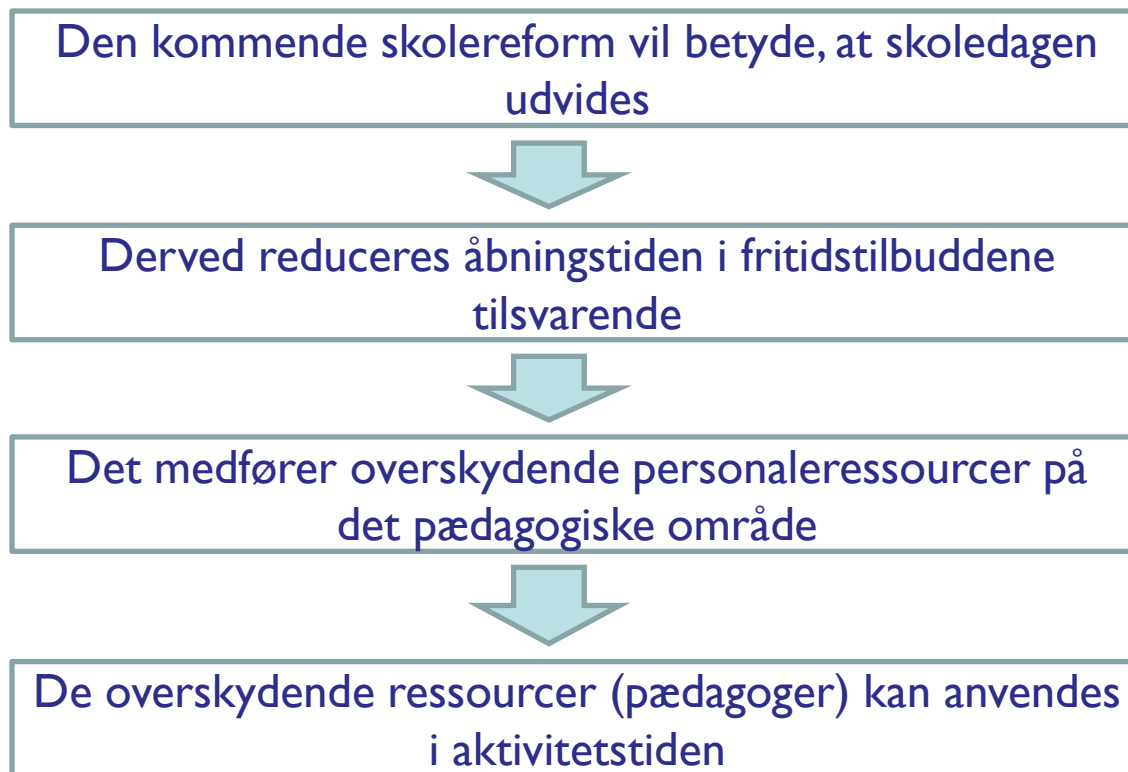 Den kommende skolereform vil betyde, at skoledagen
udvides
Derved reduceres åbningstiden i fritidstilbuddene
tilsvarende
Det medfører overskydende personaleressourcer på
det pædagogiske område
De overskydende ressourcer (pædagoger) kan anvendes
i aktivitetstiden